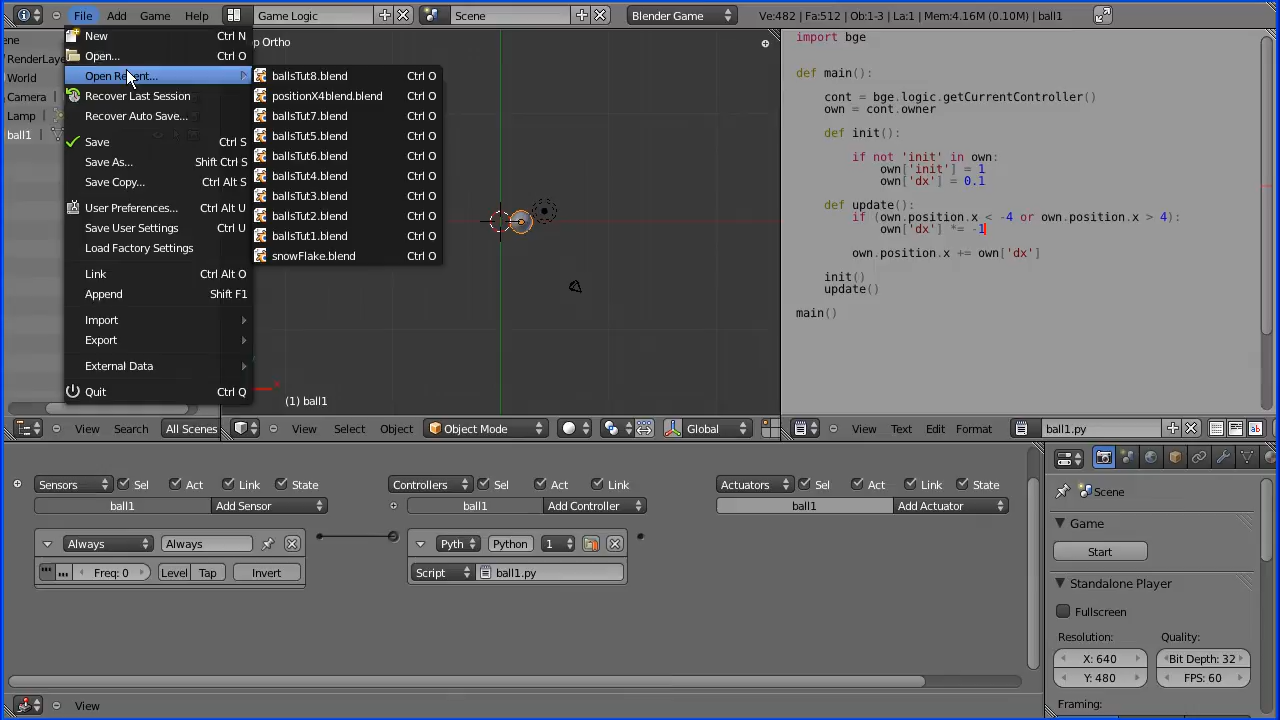 File Add Game Help Game Logic Scene Blender Game Ve:482 | Fa:512 | Ob:1-3 | La:1 | Mem:4.16M (0.10M) | ball1
New Ctrl N
Open... Ctrl O
Open Recent...
Recover Last Session
Recover Auto Save...
Save Ctrl S
Save As... Shift Ctrl S
Save Copy... Ctrl Alt S
User Preferences... Ctrl Alt U
Save User Settings Ctrl U
Load Factory Settings
Link Ctrl Alt O
Append Shift F1
Import
Export
External Data
Quit Ctrl Q
ballsTut8.blend Ctrl O
positionX4blend.blend Ctrl O
ballsTut7.blend Ctrl O
ballsTut5.blend Ctrl O
ballsTut6.blend Ctrl O
ballsTut4.blend Ctrl O
ballsTut3.blend Ctrl O
ballsTut2.blend Ctrl O
ballsTut1.blend Ctrl O
snowFlake.blend Ctrl O
ene
RenderLaye
World
Camera
Lamp
ball1
p Ortho
(1) ball1
import bge
def main():
cont = bge.logic.getCurrentController()
own = cont.owner
def init():
if not 'init' in own:
own['init'] = 1
own['dx'] = 0.1
def update():
if (own.position.x < -4 or own.position.x > 4):
own['dx'] *= -1
own.position.x += own['dx']
init()
update()
main()
View Search All Scenes
View Select Object Object Mode Global
View Text Edit Format ball1.py
Sensors Sel Act Link State
ball1 Add Sensor
Always Always
Freq: 0 Level Tap Invert
Controllers Sel Act Link
ball1 Add Controller
Pyth Python 1
Script ball1.py
Actuators Sel Act Link State
ball1 Add Actuator
Scene
Game
Start
Standalone Player
Fullscreen
Resolution: Quality:
X: 640 Bit Depth: 32
Y: 480 FPS: 60
Framing:
View